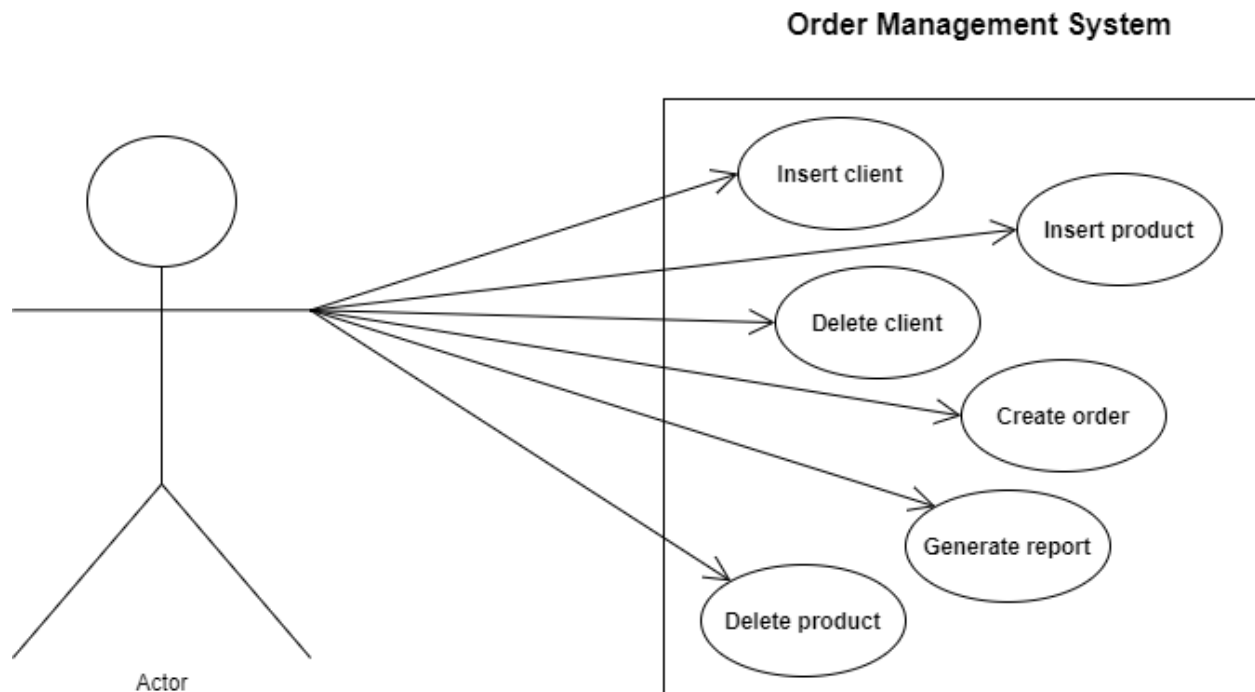 Order Management System
Insert client
Insert product
Delete client
Create order
Generate report
Delete product
Actor